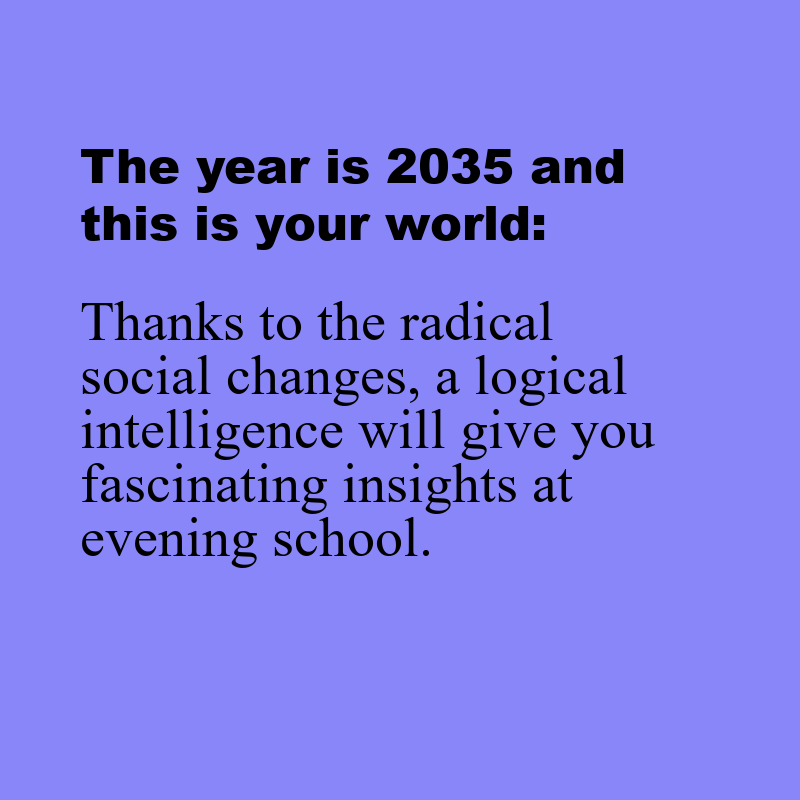 The year is 2035 and
this is your world:
Thanks to the radical
social changes, a logical
intelligence will give you
fascinating insights at
evening school.